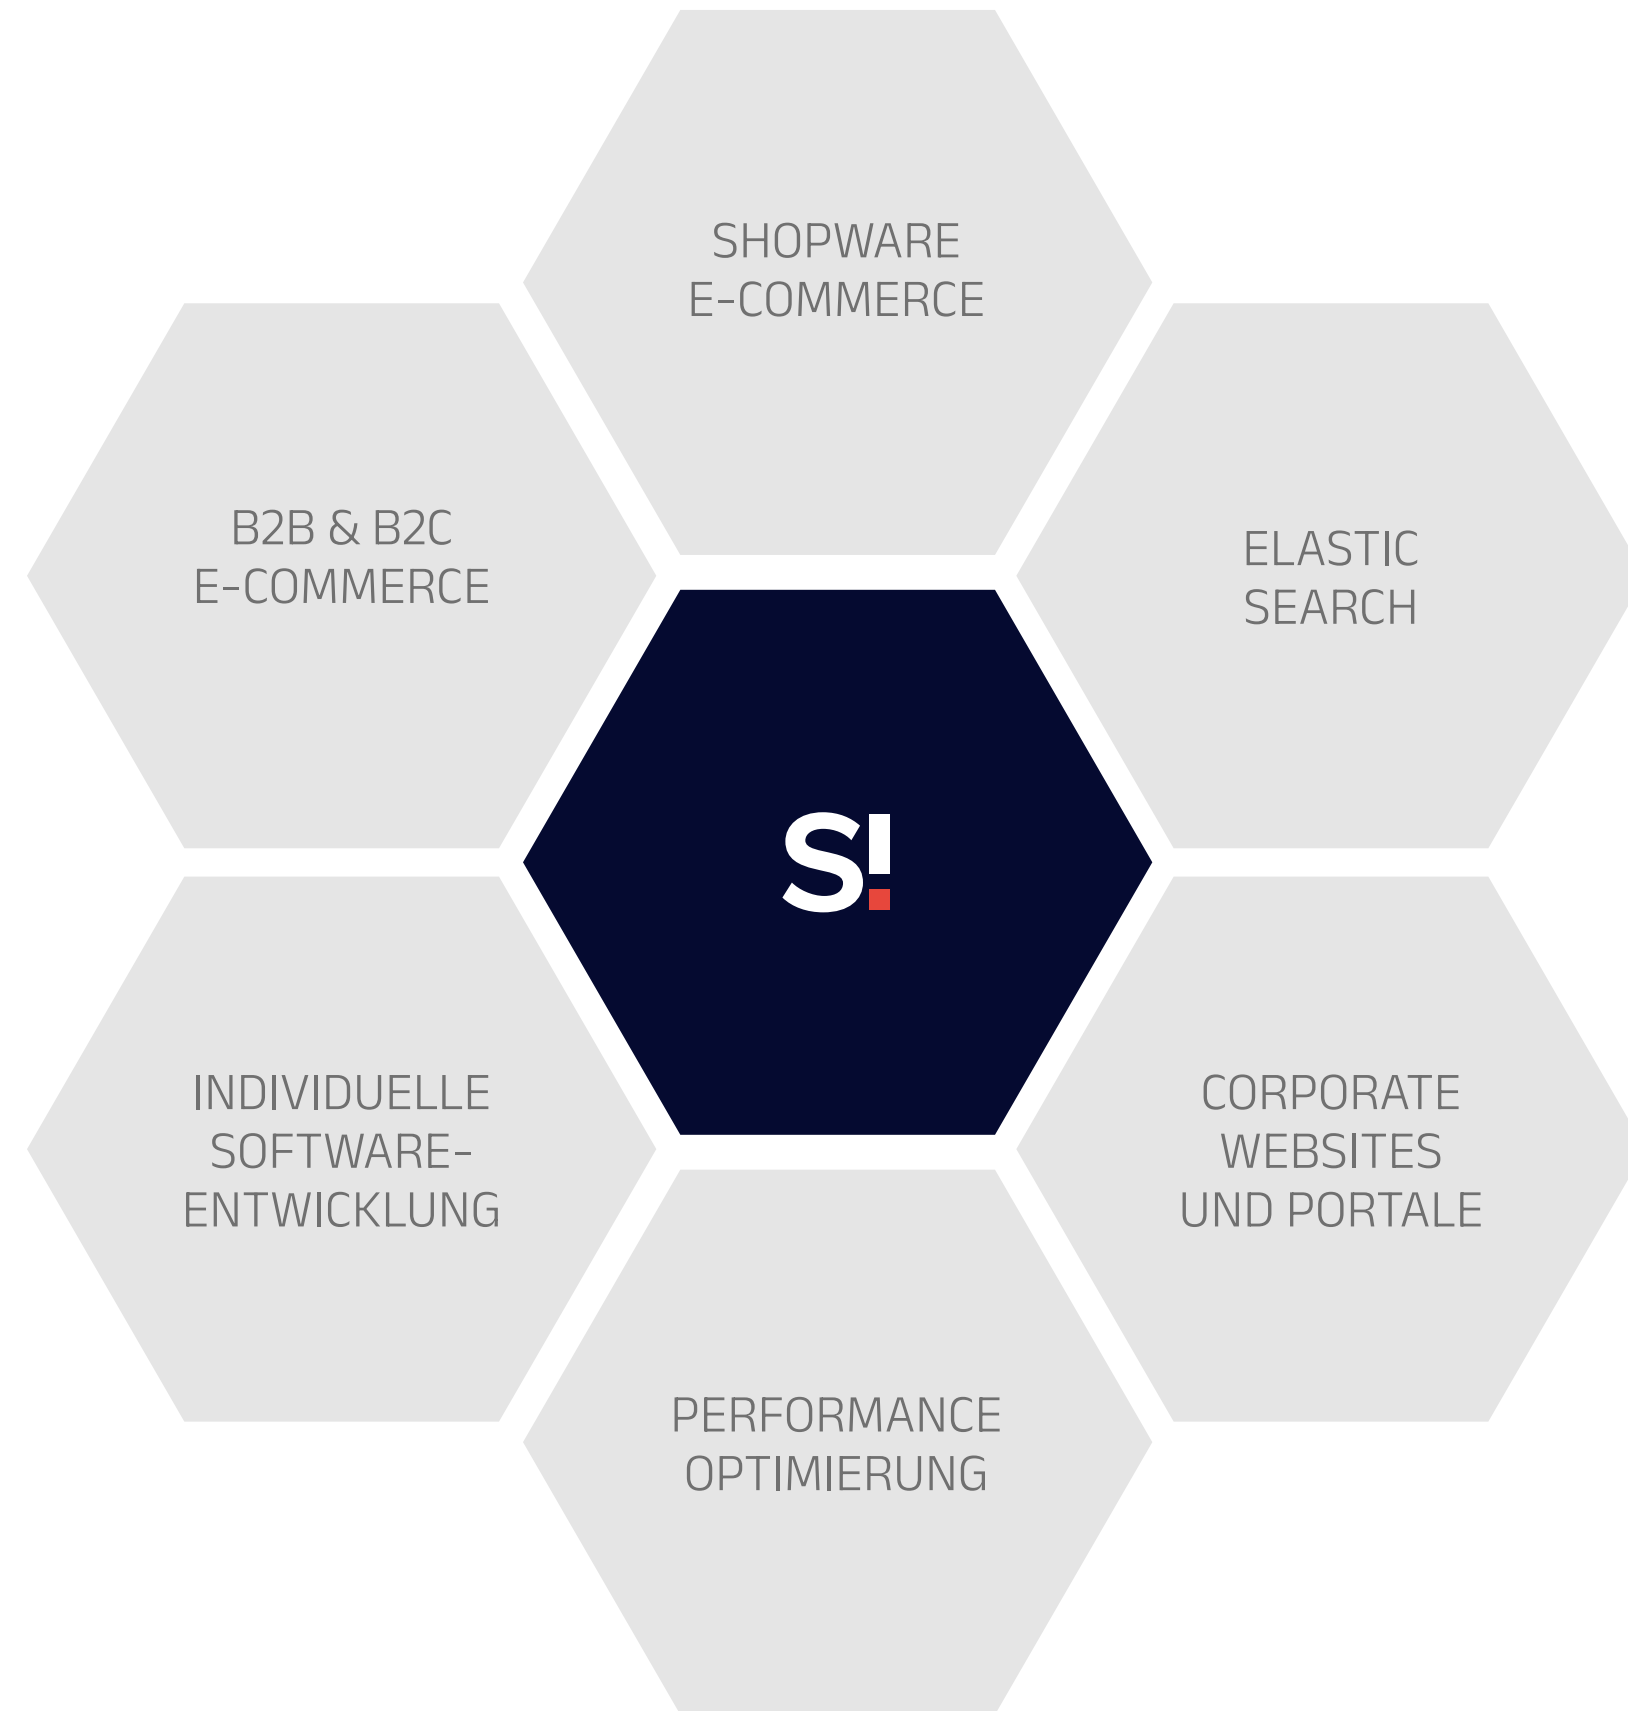 SHOPWARE
E-COMMERCE
B2B & B2C
E-COMMERCE
ELASTIC
SEARCH
S!
INDIVIDUELLE
SOFTWARE-
ENTWICKLUNG
CORPORATE
WEBSITES
UND PORTALE
PERFORMANCE
OPTIMIERUNG